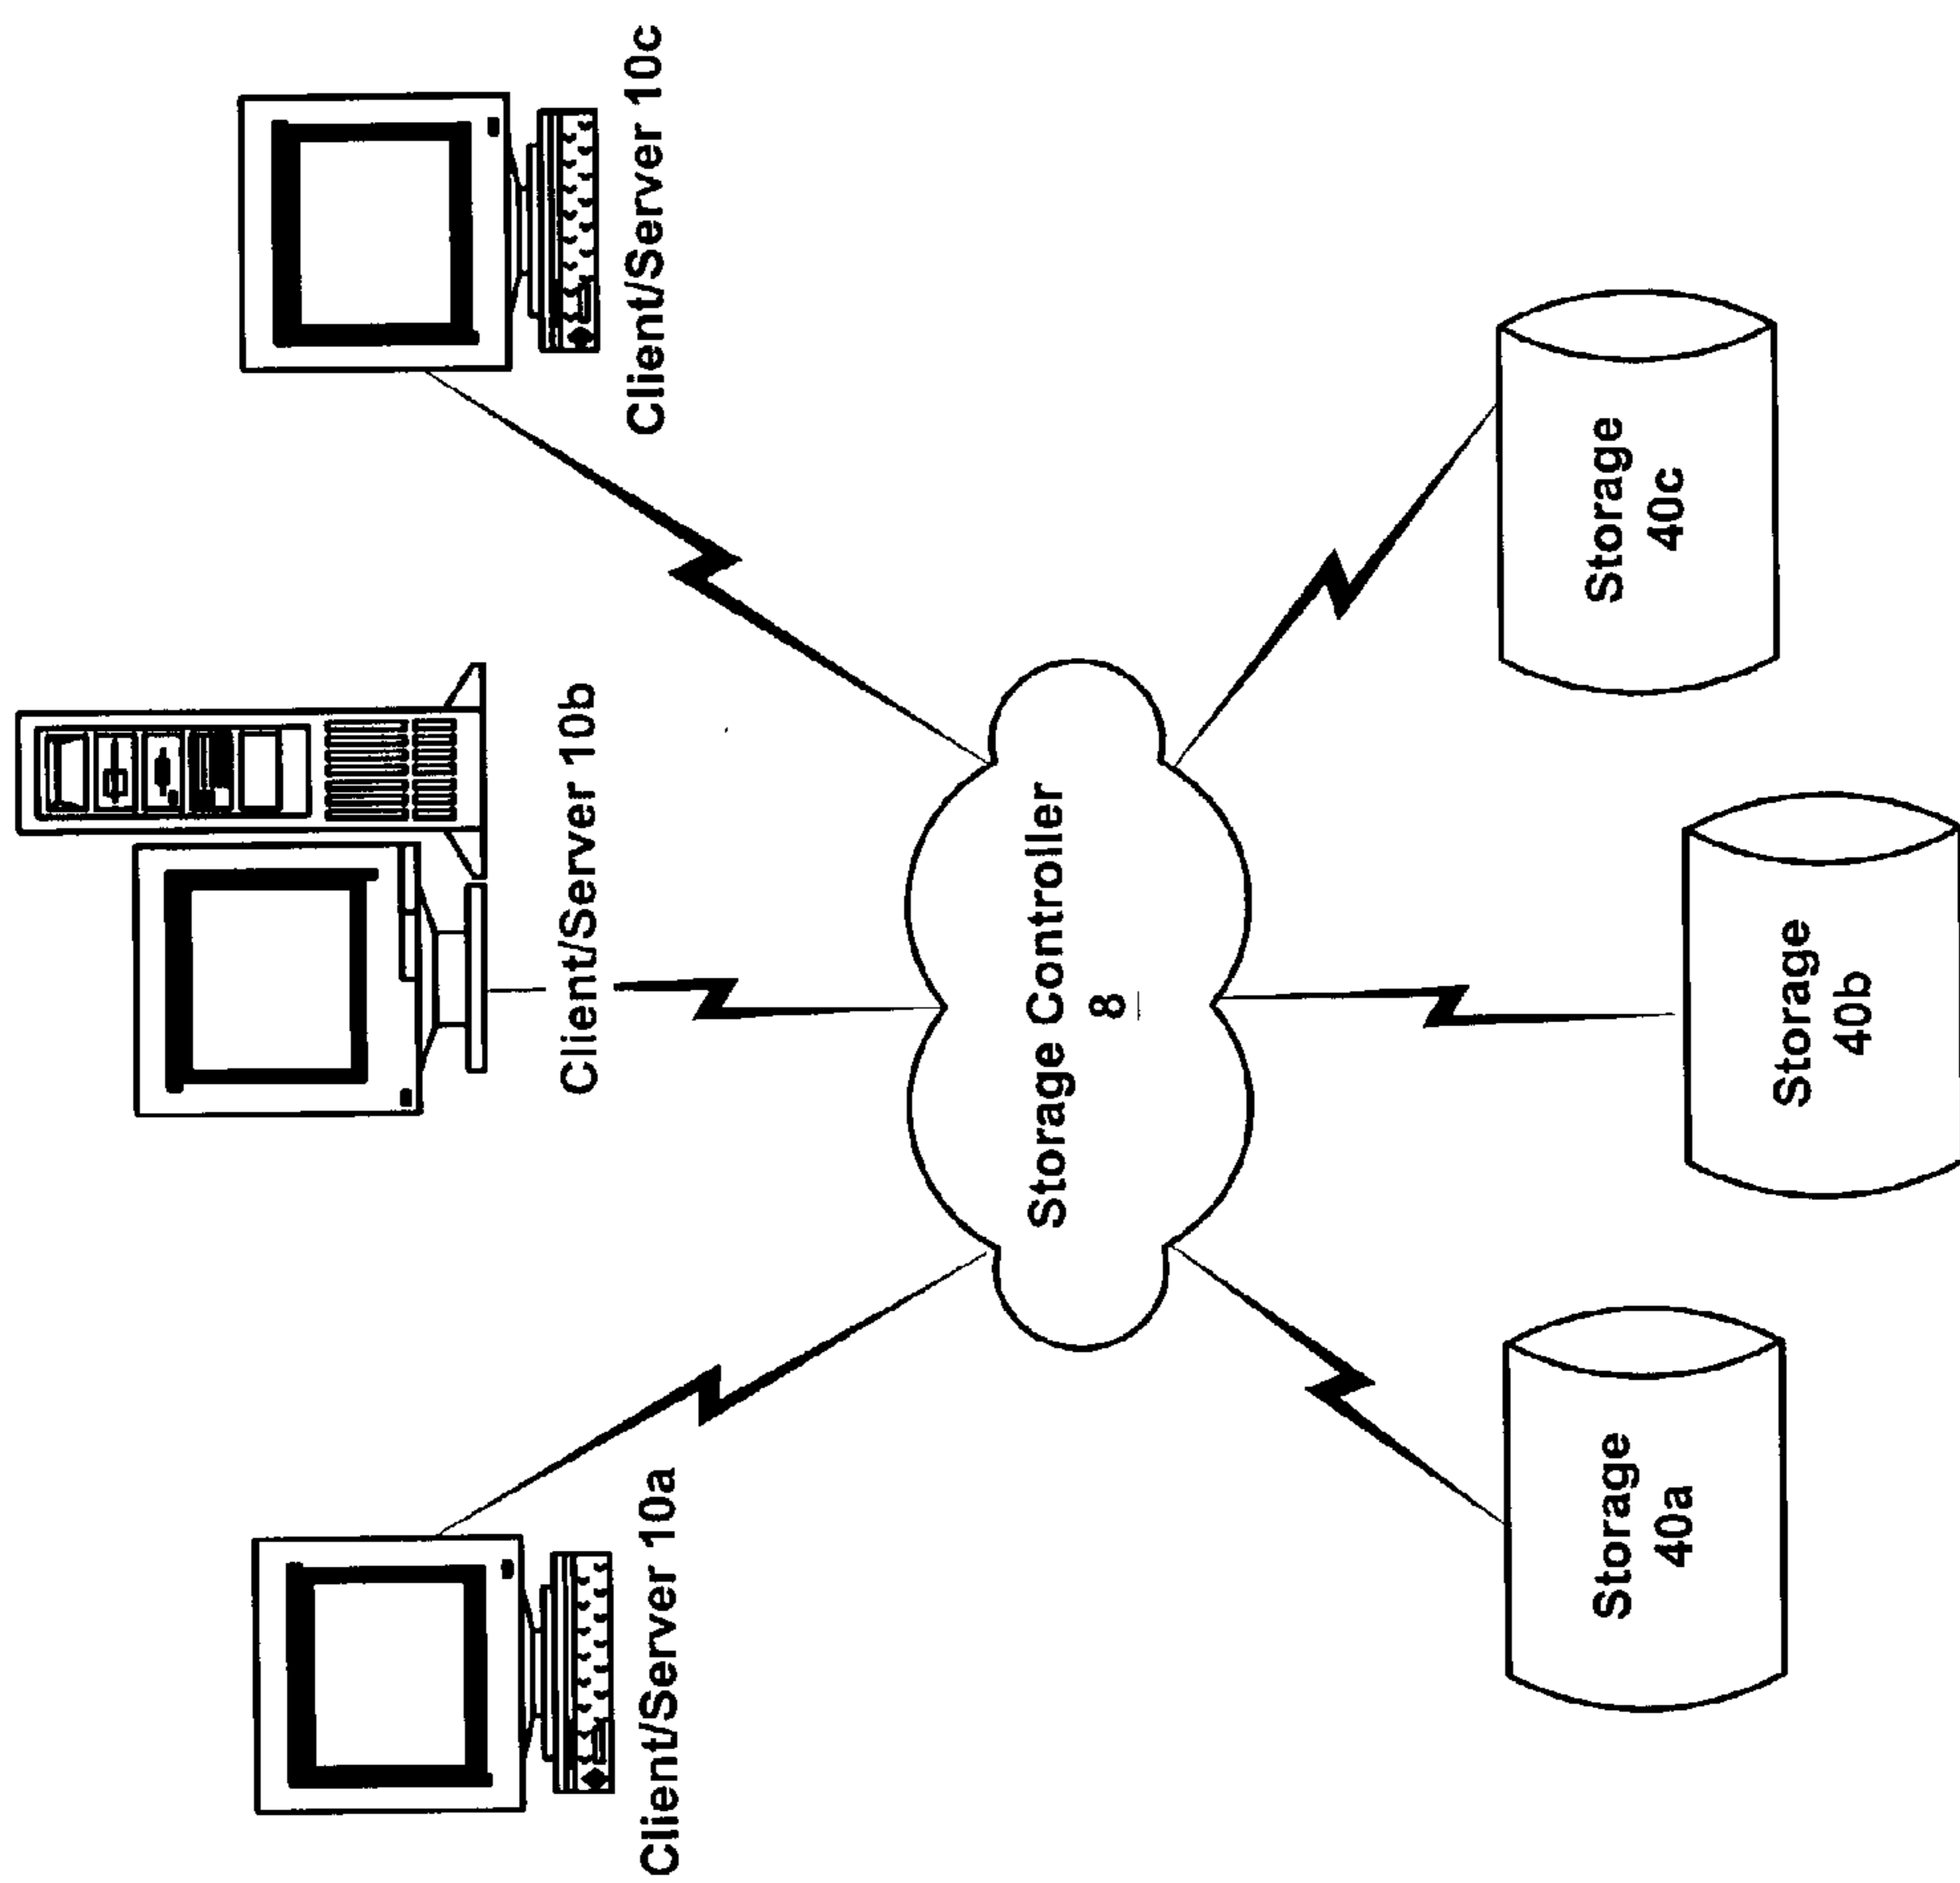 Client/Server 10a
Client/Server 10b
Client/Server 10c
Storage Controller
8
Storage
40a
Storage
40b
Storage
40c